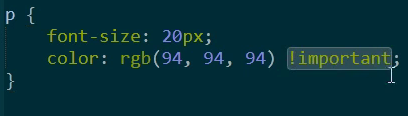 p {
font-size: 20px;
color: rgb(94, 94, 94) !important;
}